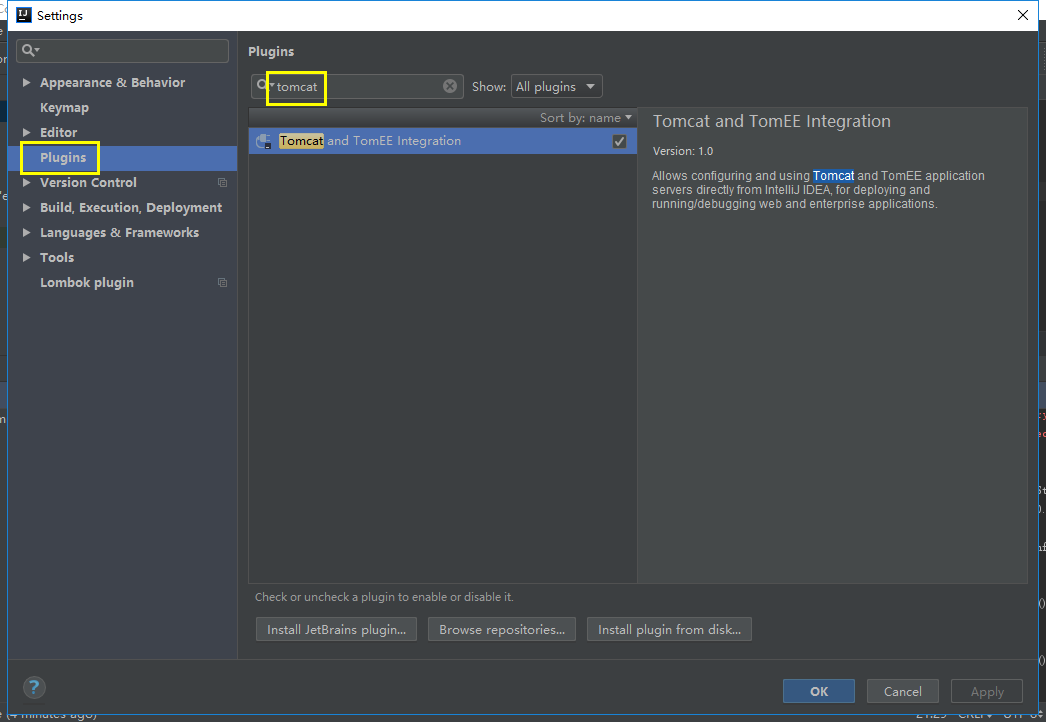 Settings
Plugins
tomcat
Show: All plugins
Appearance & Behavior
Keymap
Editor
Plugins
Version Control
Build, Execution, Deployment
Languages & Frameworks
Tools
Lombok plugin
Sort by: name
Tomcat and TomEE Integration
Tomcat and TomEE Integration
Version: 1.0
Allows configuring and using Tomcat and TomEE application
servers directly from IntelliJ IDEA, for deploying and
running/debugging web and enterprise applications.
Check or uncheck a plugin to enable or disable it.
Install JetBrains plugin...
Browse repositories...
Install plugin from disk...
?
OK
Cancel
Apply